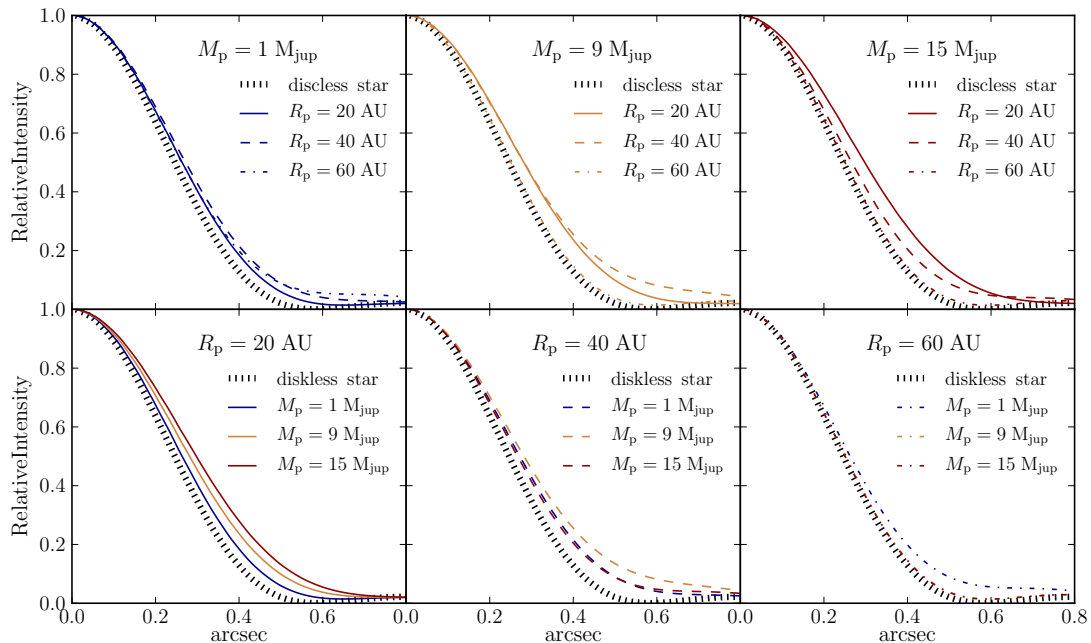 1.0
0.8
0.6
0.4
0.2
RelativeIntensity
M_p = 1 M_jup
discless star
R_p = 20 AU
R_p = 40 AU
R_p = 60 AU
M_p = 9 M_jup
discless star
R_p = 20 AU
R_p = 40 AU
R_p = 60 AU
M_p = 15 M_jup
discless star
R_p = 20 AU
R_p = 40 AU
R_p = 60 AU
1.0
0.8
0.6
0.4
0.2
0.0
RelativeIntensity
R_p = 20 AU
diskless star
M_p = 1 M_jup
M_p = 9 M_jup
M_p = 15 M_jup
0.0 0.2 0.4 0.6
arcsec
R_p = 40 AU
diskless star
M_p = 1 M_jup
M_p = 9 M_jup
M_p = 15 M_jup
0.2 0.4 0.6
arcsec
R_p = 60 AU
diskless star
M_p = 1 M_jup
M_p = 9 M_jup
M_p = 15 M_jup
0.2 0.4 0.6 0.8
arcsec